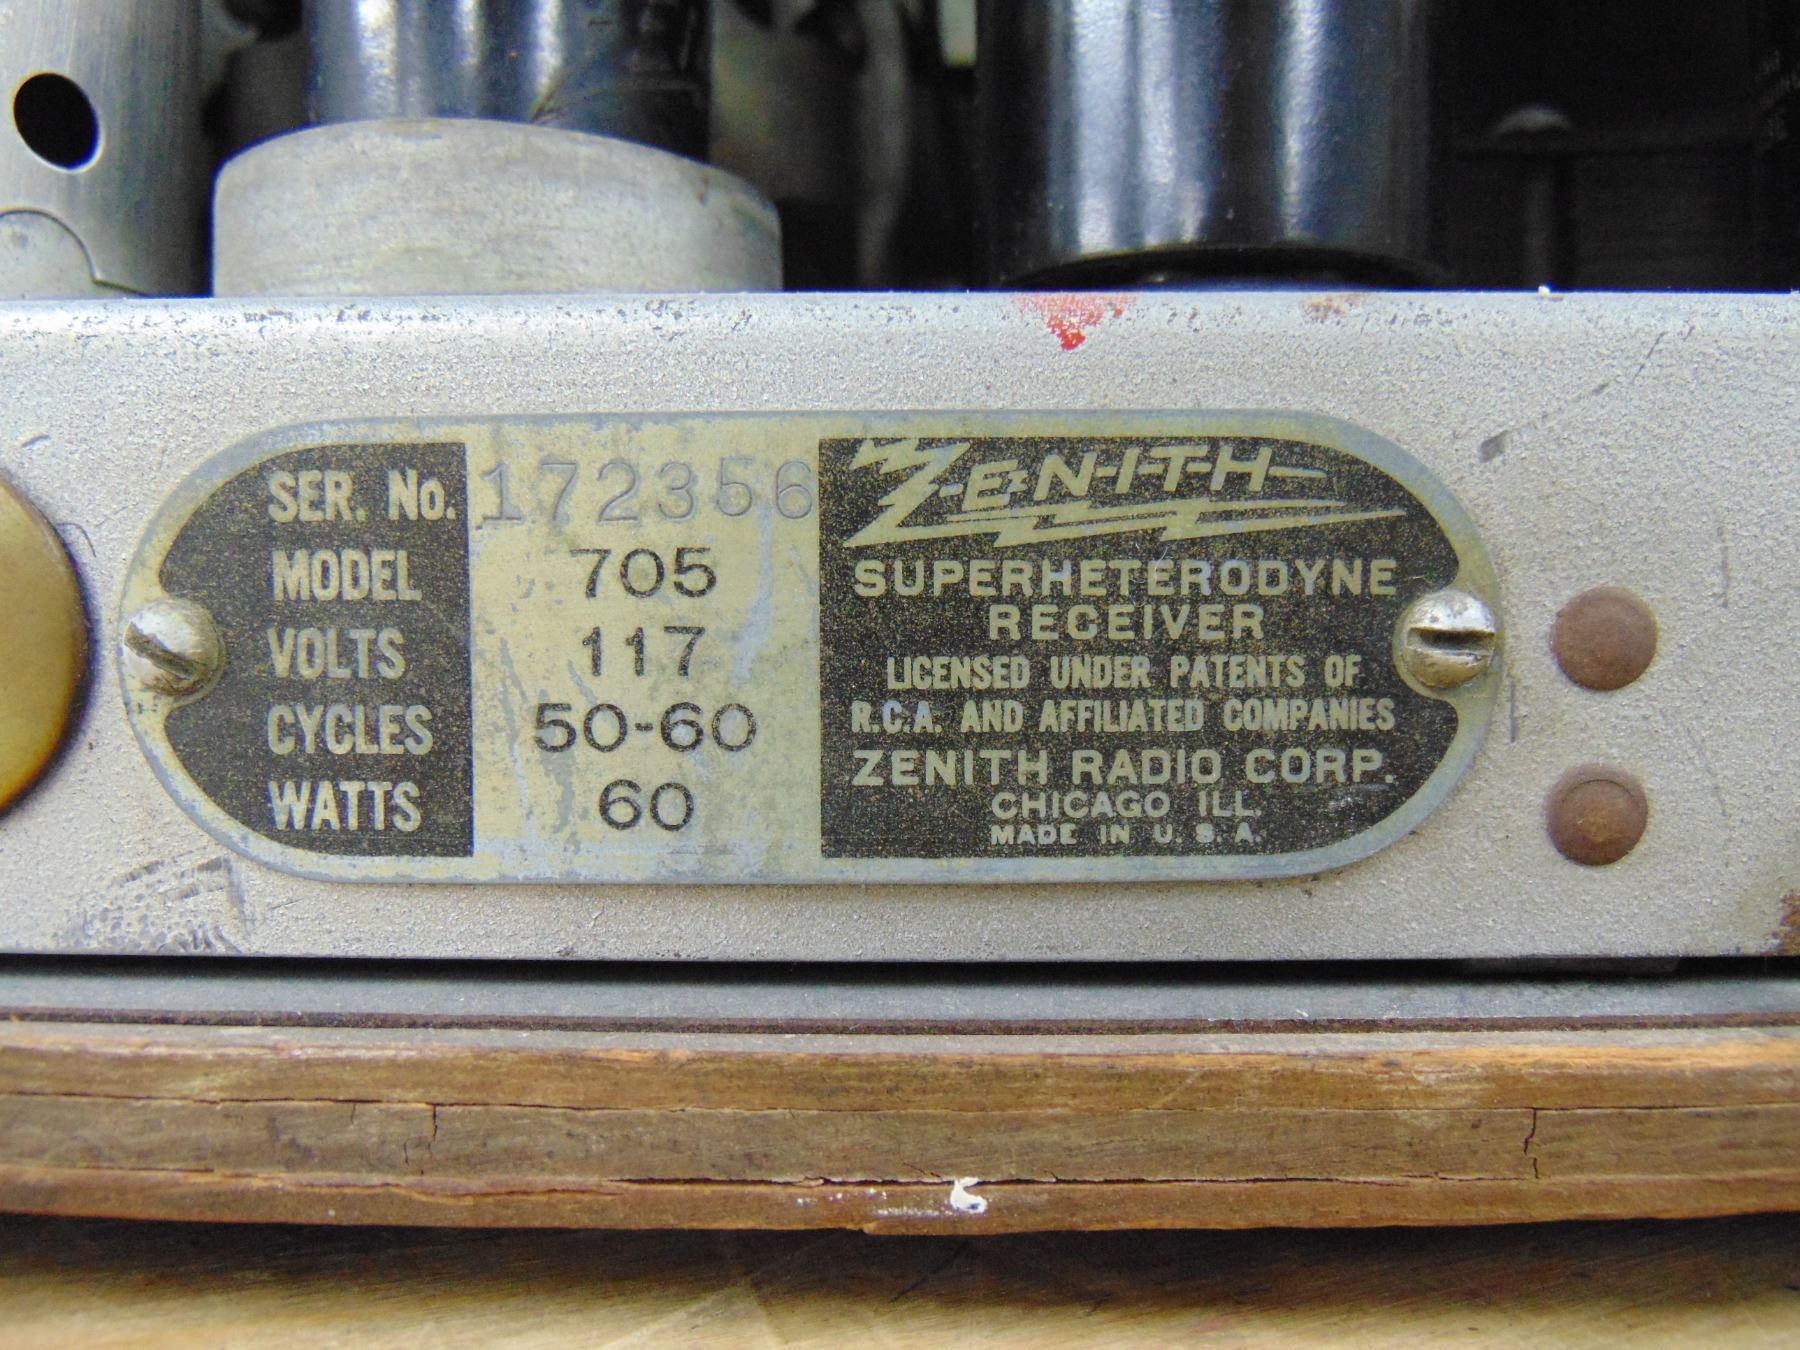 SER. No. 172356
MODEL 705
VOLTS 117
CYCLES 50-60
WATTS 60
ZENITH
SUPERHETERODYNE
RECEIVER
LICENSED UNDER PATENTS OF
R.C.A. AND AFFILIATED COMPANIES
ZENITH RADIO CORP.
CHICAGO ILL.
MADE IN U. S. A.